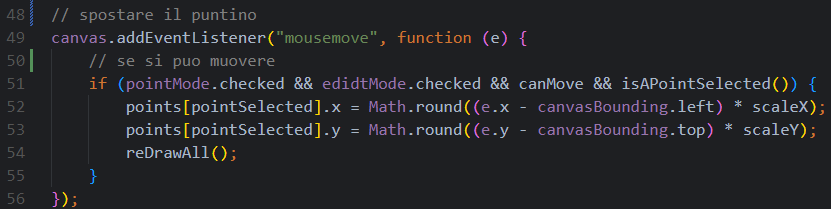 48 // spostare il puntino
49 canvas.addEventListener("mousemove", function (e) {
50 // se si puo muovere
51 if (pointMode.checked && edidtMode.checked && canMove && isAPointSelected()) {
52 points[pointSelected].x = Math.round((e.x - canvasBounding.left) * scaleX);
53 points[pointSelected].y = Math.round((e.y - canvasBounding.top) * scaleY);
54 reDrawAll();
55 }
56 });